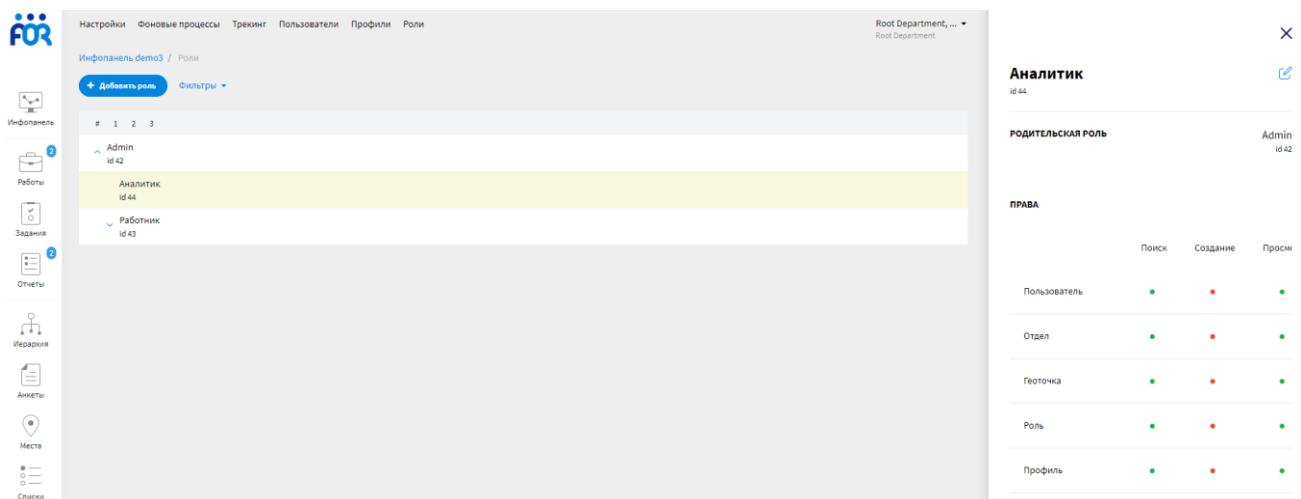 FOR
Настройки Фоновые процессы Трекинг Пользователи Профили Роли
Root Department, ...
Root Department
Инфопанель demo3 / Роли
+ Добавить роль Фильтры
# 1 2 3
Admin
id 42
Аналитик
id 44
Работник
id 43
Инфопанель
2
Работы
Задания
2
Отчеты
Иерархия
Анкеты
Места
Списки
Аналитик
id 44
РОДИТЕЛЬСКАЯ РОЛЬ Admin
id 42
ПРАВА
Поиск Создание Просм
Пользователь
Отдел
Геоточка
Роль
Профиль